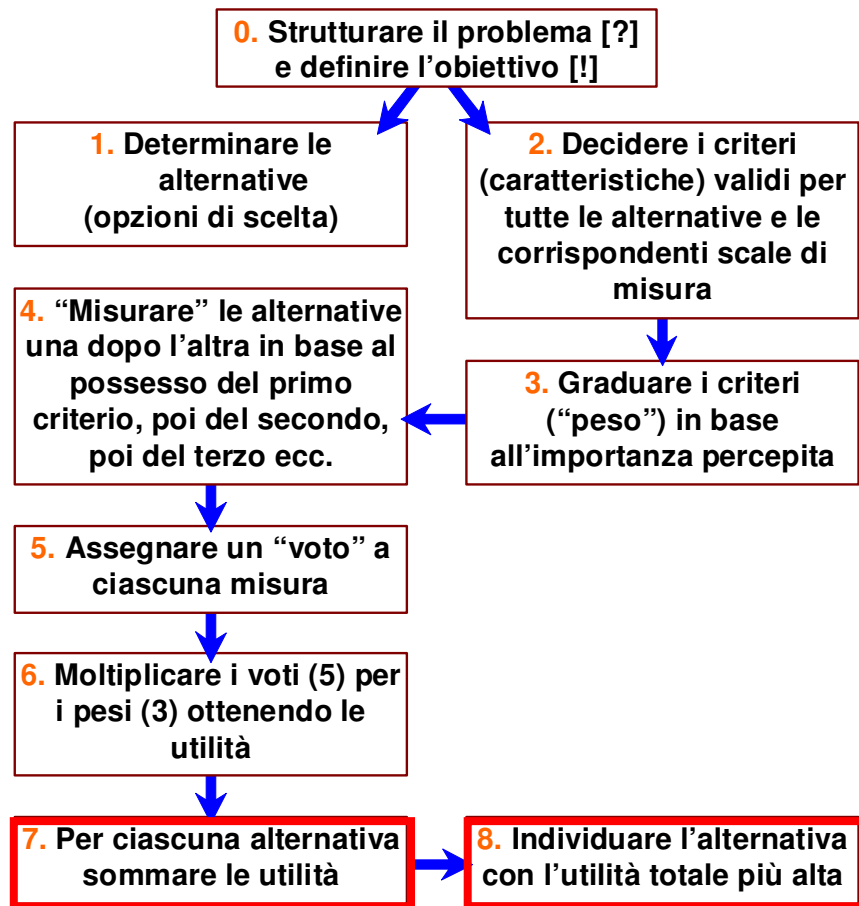 0. Strutturare il problema [?]
e definire l'obiettivo [!]
1. Determinare le
alternative
(opzioni di scelta)
2. Decidere i criteri
(caratteristiche) validi per
tutte le alternative e le
corrispondenti scale di
misura
3. Graduare i criteri
(“peso”) in base
all'importanza percepita
4. “Misurare” le alternative
una dopo l'altra in base al
possesso del primo
criterio, poi del secondo,
poi del terzo ecc.
5. Assegnare un “voto” a
ciascuna misura
6. Moltiplicare i voti (5) per
i pesi (3) ottenendo le
utilità
7. Per ciascuna alternativa
sommare le utilità
8. Individuare l'alternativa
con l'utilità totale più alta